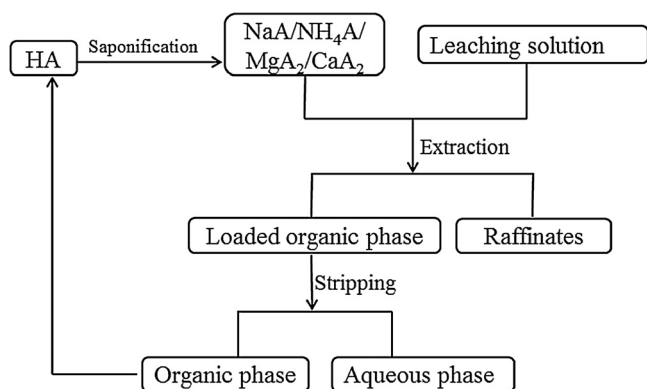 HA
Saponification
NaA/NH₄A/
MgA₂/CaA₂
Leaching solution
Extraction
Loaded organic phase
Raffinates
Stripping
Organic phase
Aqueous phase